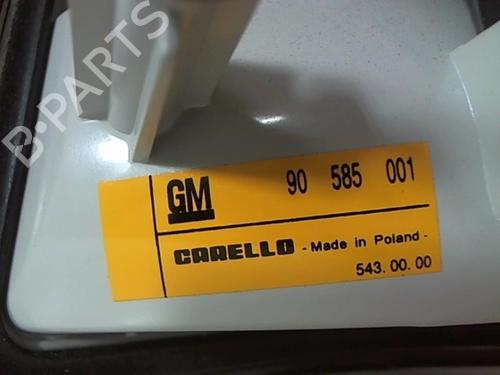 B-PARTS
GM 90 585 001
CARELLO - Made in Poland -
543. 00. 00